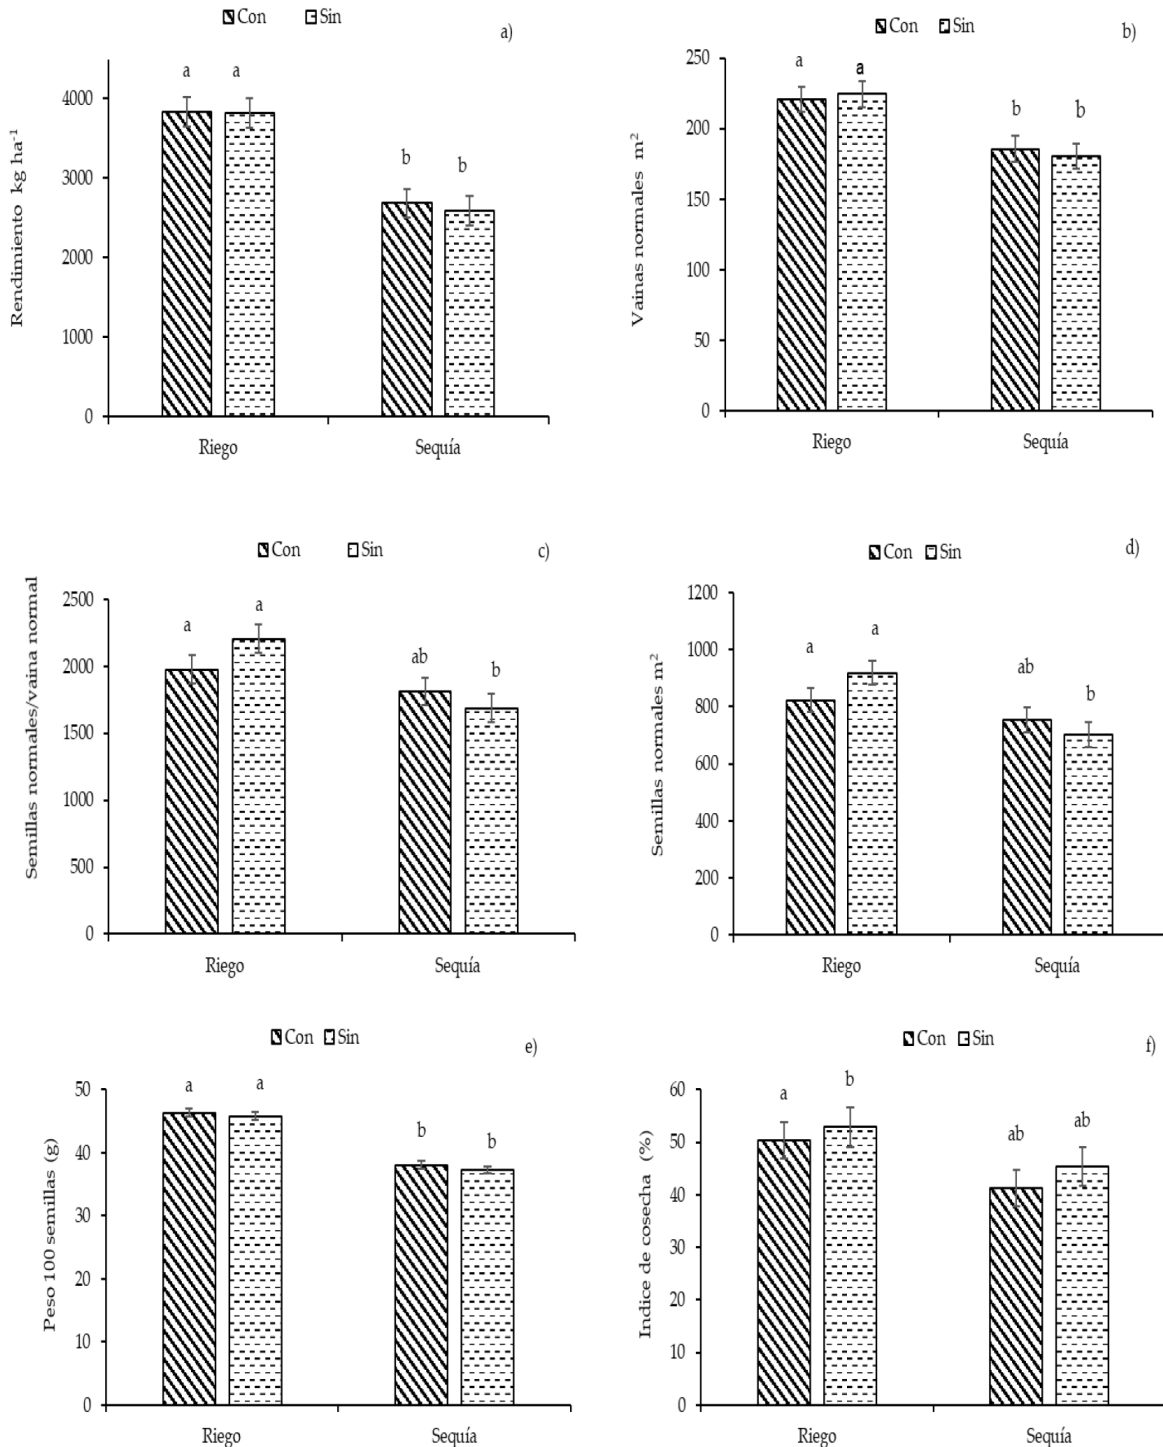 Con Sin
a)
Rendimiento kg ha⁻¹
4000
3000
2000
1000
0
a a
b b
Riego Sequía
Con Sin
b)
Vainas normales m²
250
200
150
100
50
0
a a
b b
Riego Sequía
Con Sin
c)
Semillas normales/vaina normal
2500
2000
1500
1000
500
0
a a
ab b
Riego Sequía
Con Sin
d)
Semillas normales m²
1200
1000
800
600
400
200
0
a a
ab b
Riego Sequía
Con Sin
e)
Peso 100 semillas (g)
50
40
30
20
10
0
a a
b b
Riego Sequía
Con Sin
f)
Indice de cosecha (%)
60
50
40
30
20
10
0
a b
ab ab
Riego Sequía